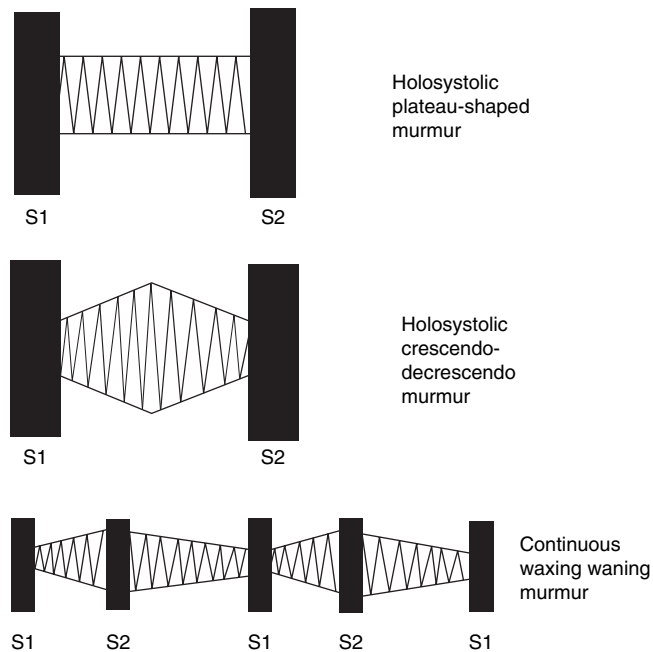 Holosystolic
plateau-shaped
murmur
S1 S2
Holosystolic
crescendo-
decrescendo
murmur
S1 S2
Continuous
waxing waning
murmur
S1 S2 S1 S2 S1